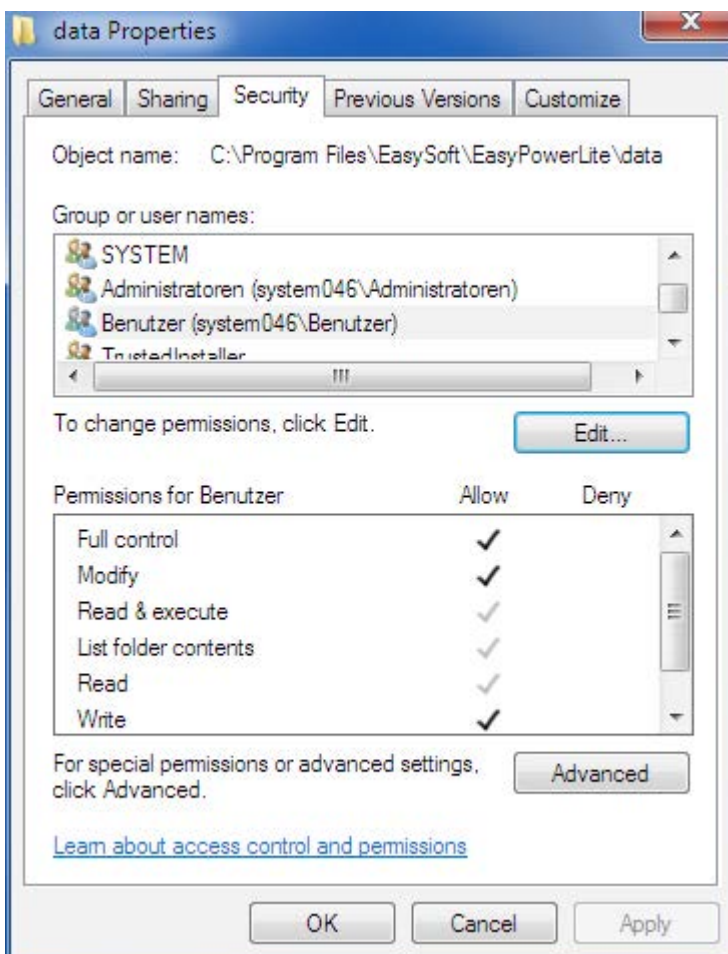 data Properties
General Sharing Security Previous Versions Customize
Object name: C:\Program Files\EasySoft\EasyPowerLite\data
Group or user names:
SYSTEM
Administratoren (system046\Administratoren)
Benutzer (system046\Benutzer)
TrustedInstaller
To change permissions, click Edit.
Edit...
Permissions for Benutzer Allow Deny
Full control
Modify
Read & execute
List folder contents
Read
Write
For special permissions or advanced settings,
click Advanced.
Advanced
Learn about access control and permissions
OK Cancel Apply